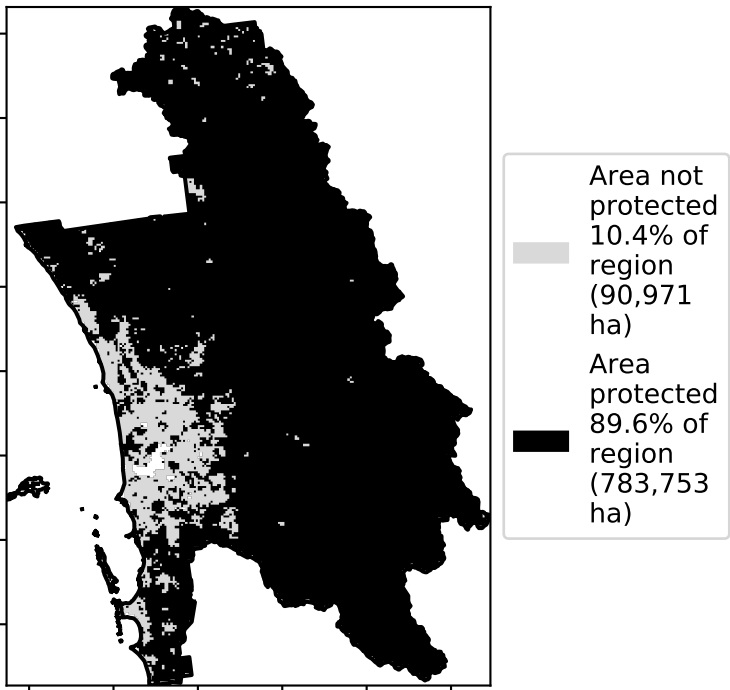 Area not
protected
10.4% of
region
(90,971
ha)
Area
protected
89.6% of
region
(783,753
ha)